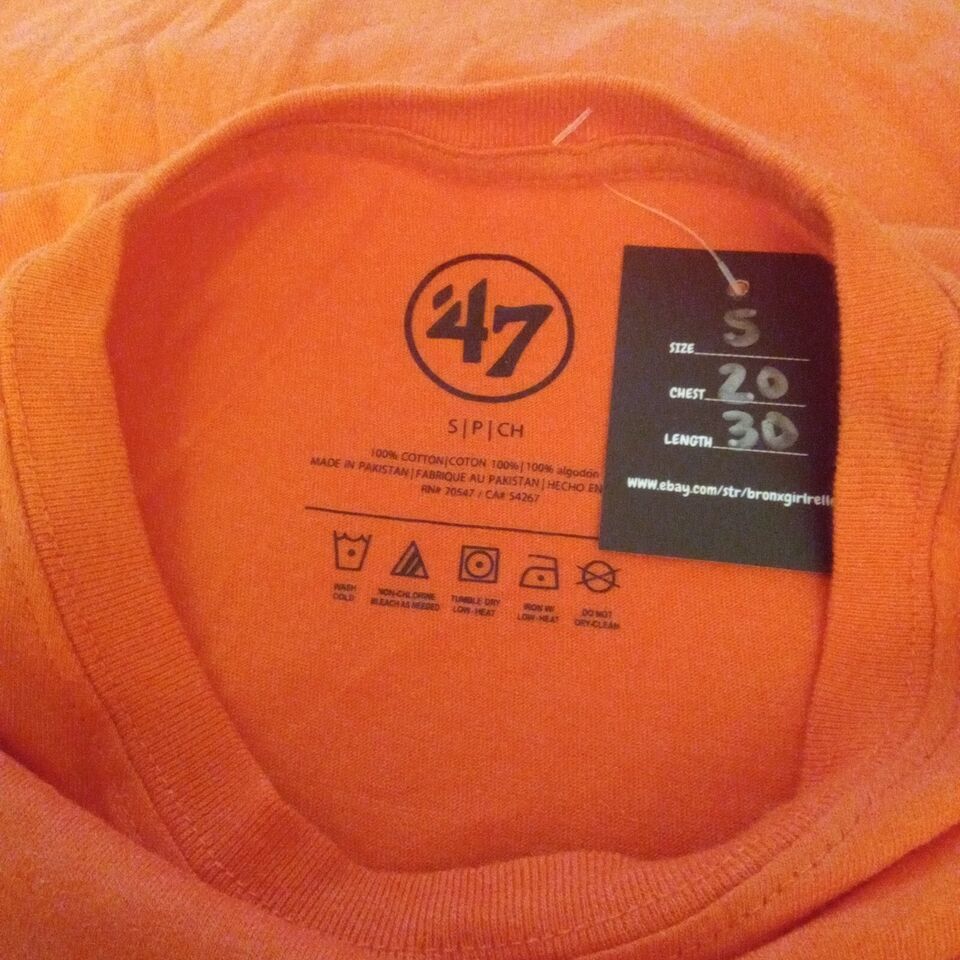 '47
S|P|CH
100% COTTON|COTON 100%|100% algodón
MADE IN PAKISTAN|FABRIQUE AU PAKISTAN|HECHO EN
RN# 70547 / CA# 54267
WASH COLD
NON-CHLORINE BLEACH AS NEEDED
TUMBLE DRY LOW-HEAT
IRON W/ LOW-HEAT
DO NOT DRY-CLEAN
SIZE S
CHEST 20
LENGTH 30
www.ebay.com/str/bronxgirlrell